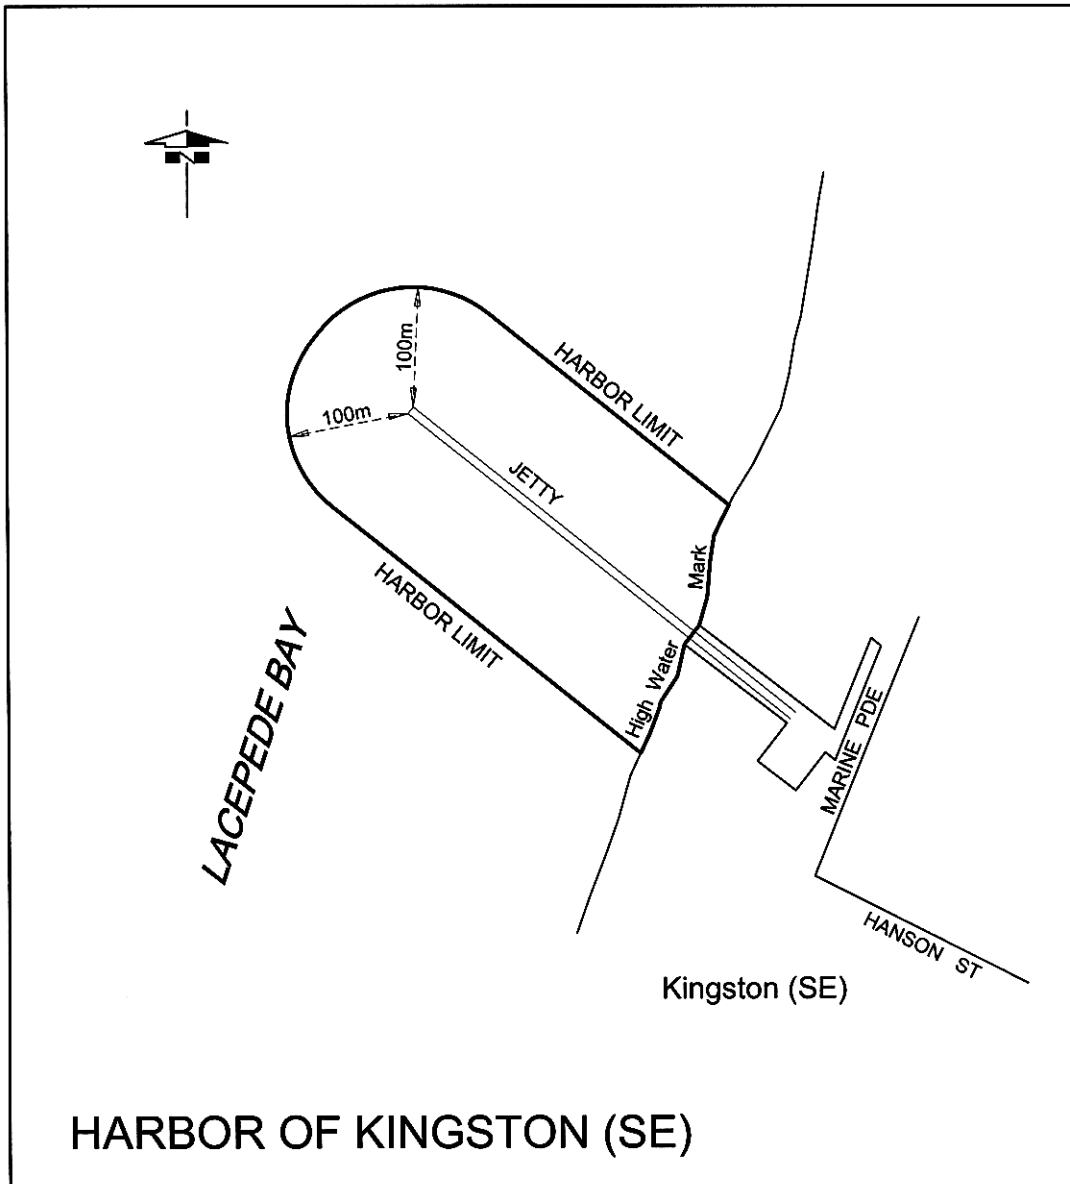 N
100m
100m
HARBOR LIMIT
JETTY
HARBOR LIMIT
High Water Mark
LACEPEDE BAY
MARINE PDE
HANSON ST
Kingston (SE)
HARBOR OF KINGSTON (SE)